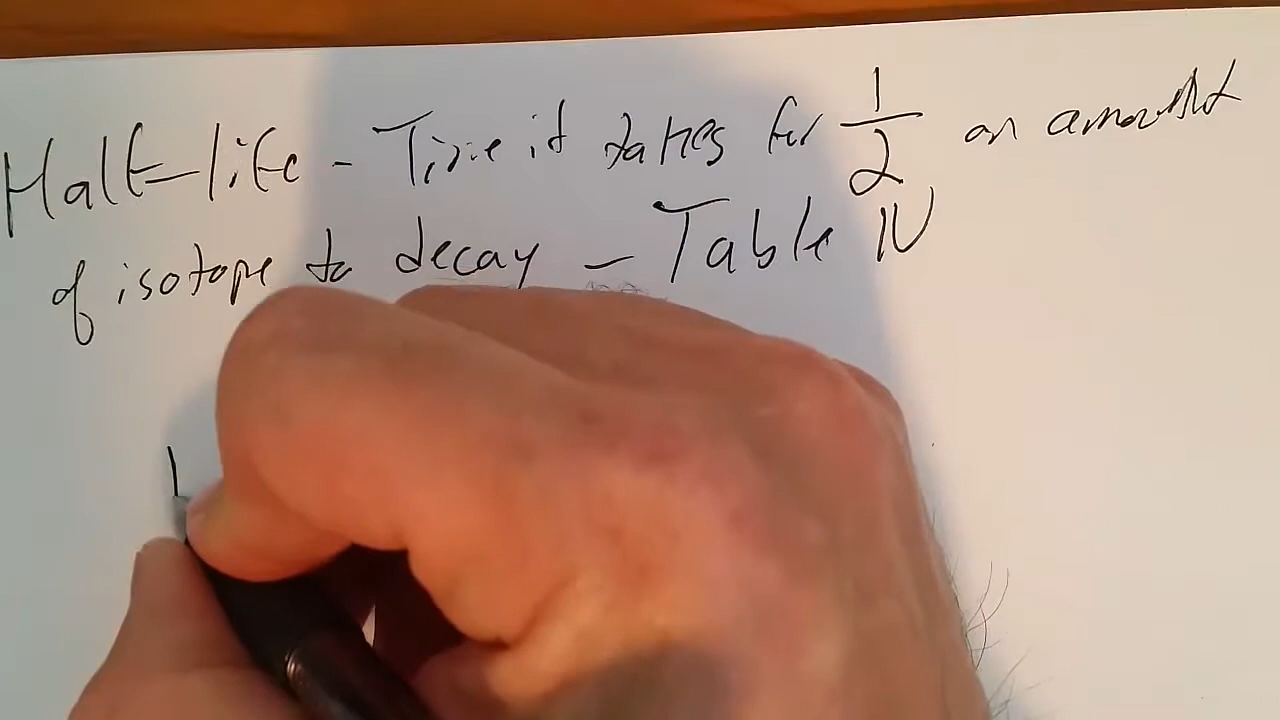 Half-life - Time it takes for 1/2 an amount
of isotope to decay - Table N